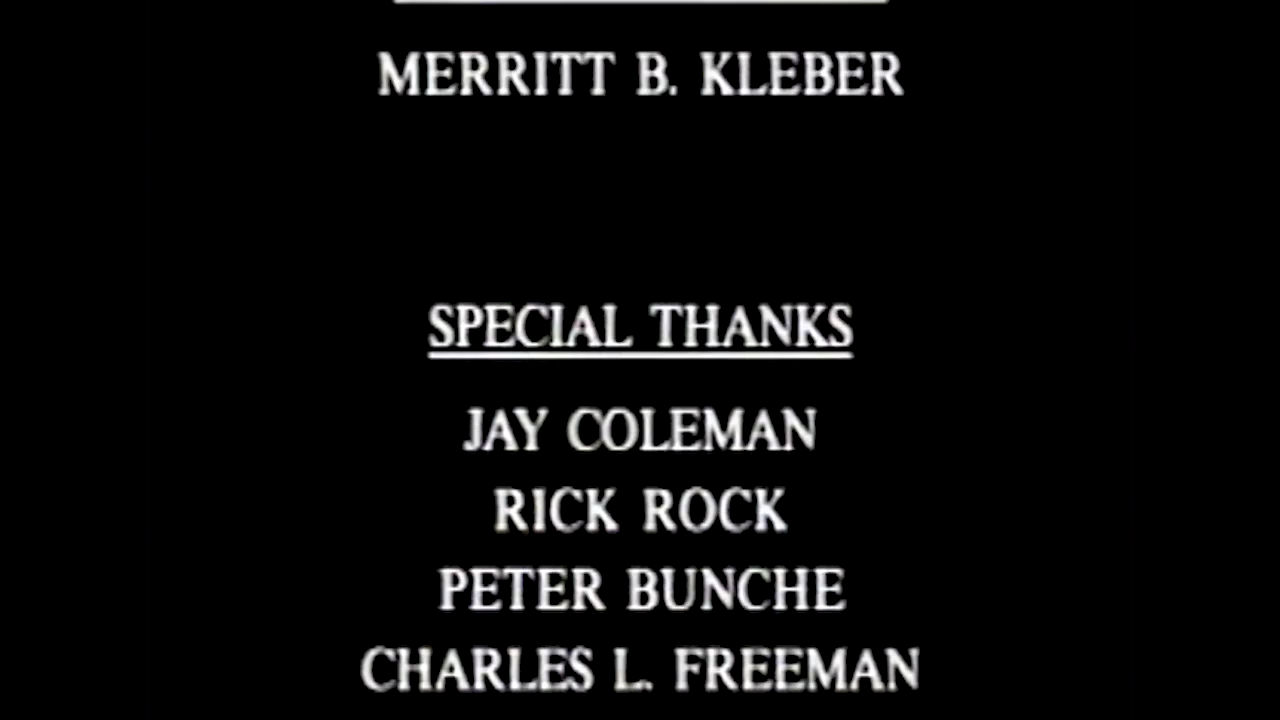 MERRITT B. KLEBER
SPECIAL THANKS
JAY COLEMAN
RICK ROCK
PETER BUNCHE
CHARLES L. FREEMAN